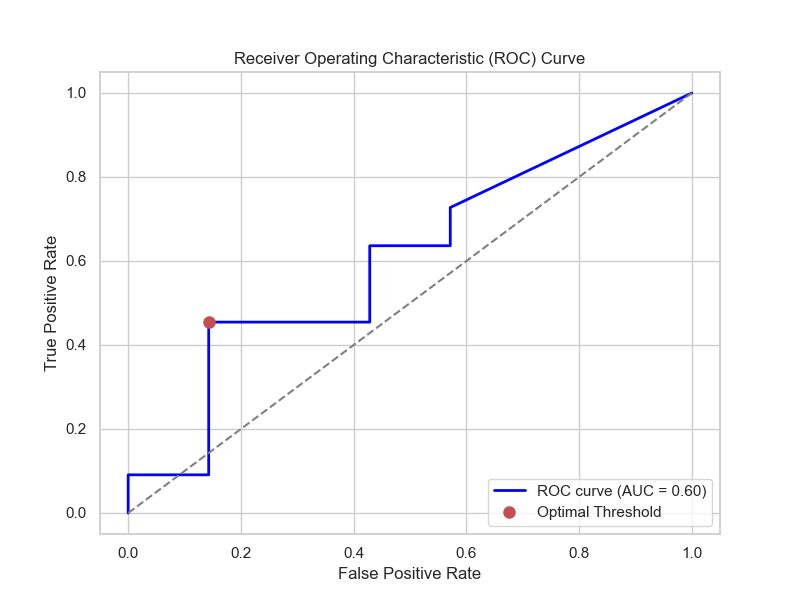 Receiver Operating Characteristic (ROC) Curve
True Positive Rate
1.0
0.8
0.6
0.4
0.2
0.0
ROC curve (AUC = 0.60)
Optimal Threshold
0.0 0.2 0.4 0.6 0.8 1.0
False Positive Rate